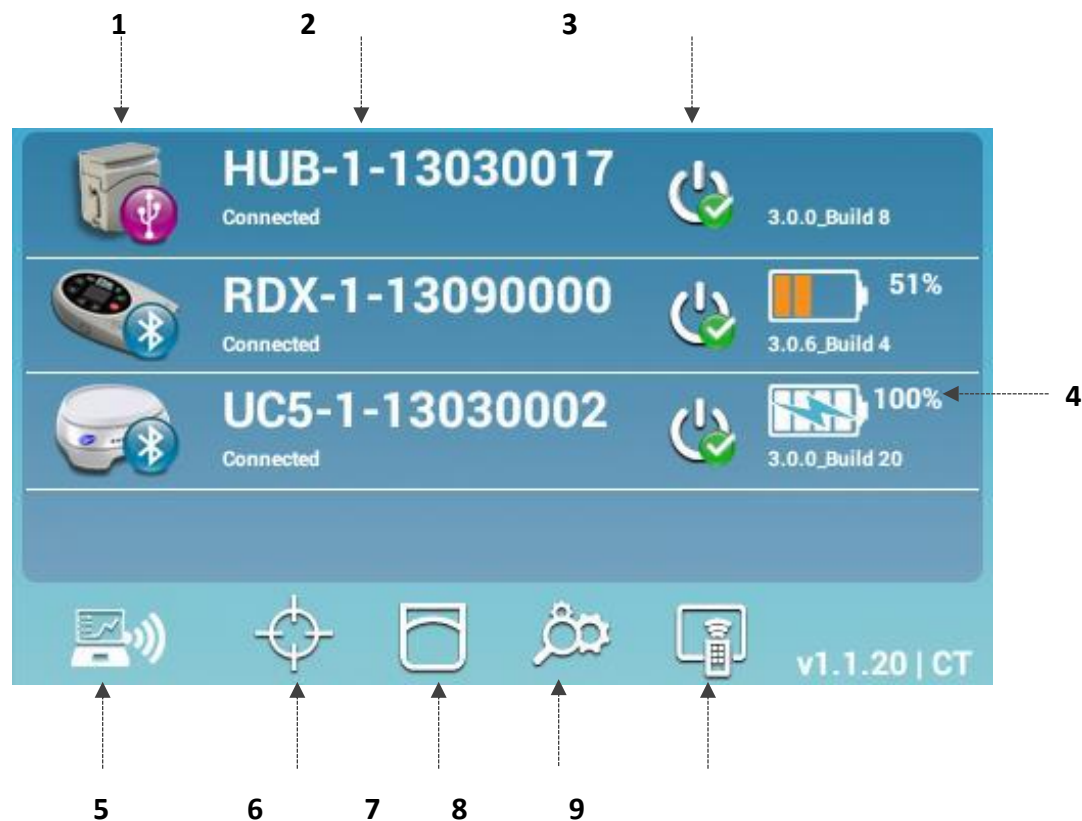 1 2 3
HUB-1-13030017
Connected
3.0.0_Build 8
RDX-1-13090000
51%
Connected
3.0.6_Build 4
UC5-1-13030002
100%
4
Connected
3.0.0_Build 20
v1.1.20 | CT
5 6 7 8 9